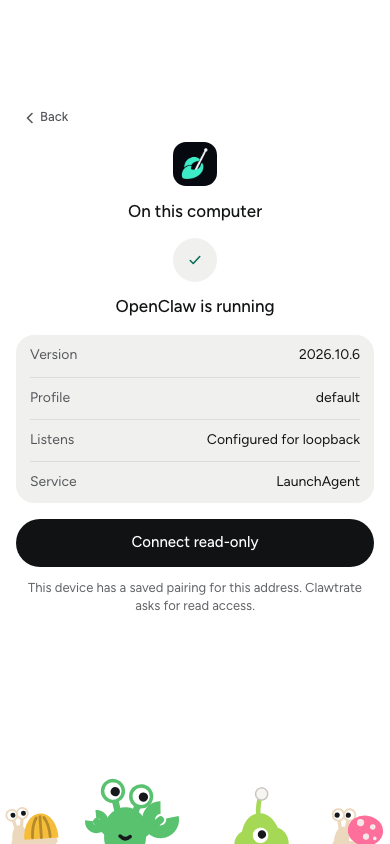 Back
On this computer
OpenClaw is running
Version 2026.10.6
Profile default
Listens Configured for loopback
Service LaunchAgent
Connect read-only
This device has a saved pairing for this address. Clawtrate
asks for read access.